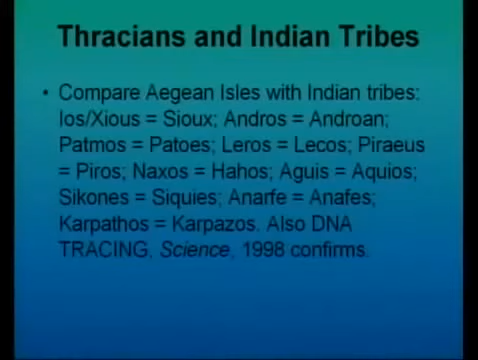 Thracians and Indian Tribes
• Compare Aegean Isles with Indian tribes:
Ios/Xious = Sioux; Andros = Androan;
Patmos = Patoes; Leros = Lecos; Piraeus
= Piros; Naxos = Hahos; Aguis = Aquios;
Sikones = Siquies; Anarfe = Anafes;
Karpathos = Karpazos. Also DNA
TRACING, Science, 1998 confirms.